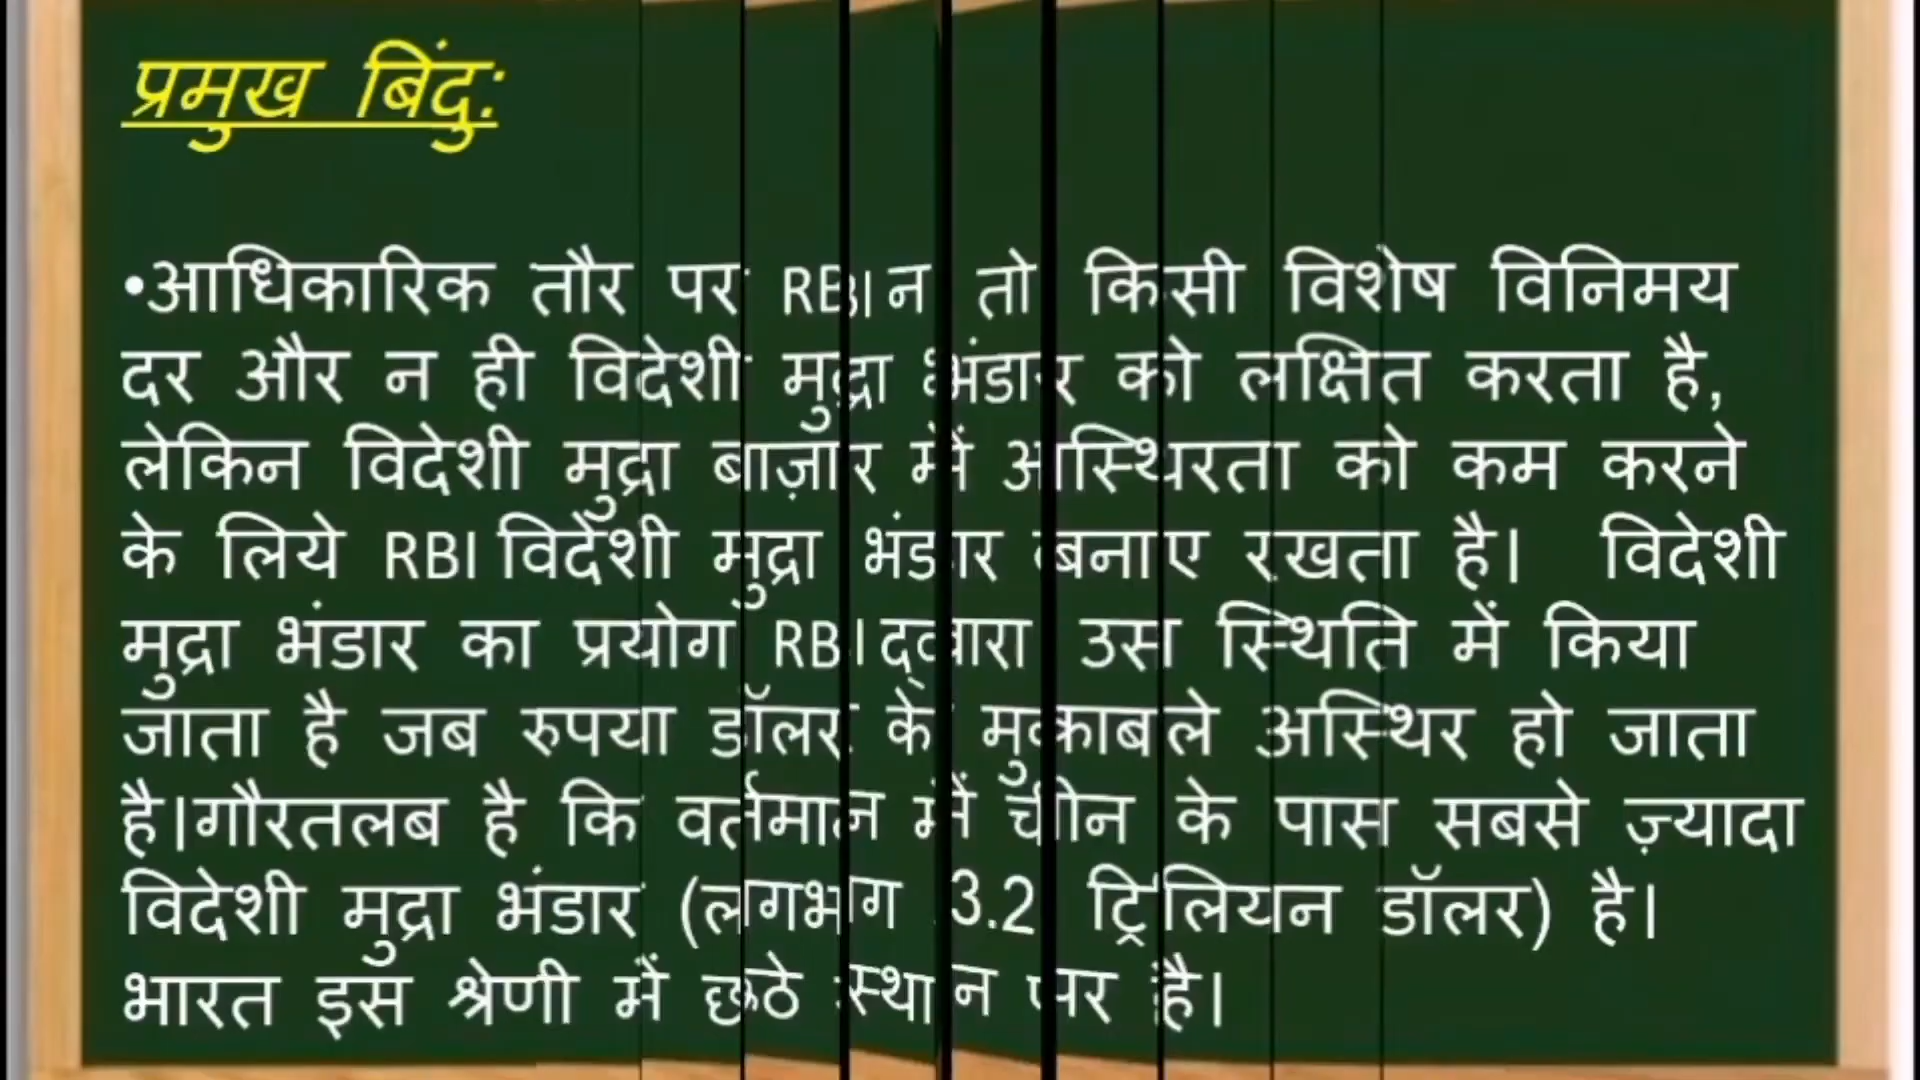 प्रमुख बिंदु:
•आधिकारिक तौर पर RBI न तो किसी विशेष विनिमय
दर और न ही विदेशी मुद्रा भंडार को लक्षित करता है,
लेकिन विदेशी मुद्रा बाज़ार में अस्थिरता को कम करने
के लिये RBI विदेशी मुद्रा भंडार बनाए रखता है। विदेशी
मुद्रा भंडार का प्रयोग RBI द्वारा उस स्थिति में किया
जाता है जब रुपया डॉलर के मुकाबले अस्थिर हो जाता
है।गौरतलब है कि वर्तमान में चीन के पास सबसे ज़्यादा
विदेशी मुद्रा भंडार (लगभग 3.2 ट्रिलियन डॉलर) है।
भारत इस श्रेणी में छठे स्थान पर है।